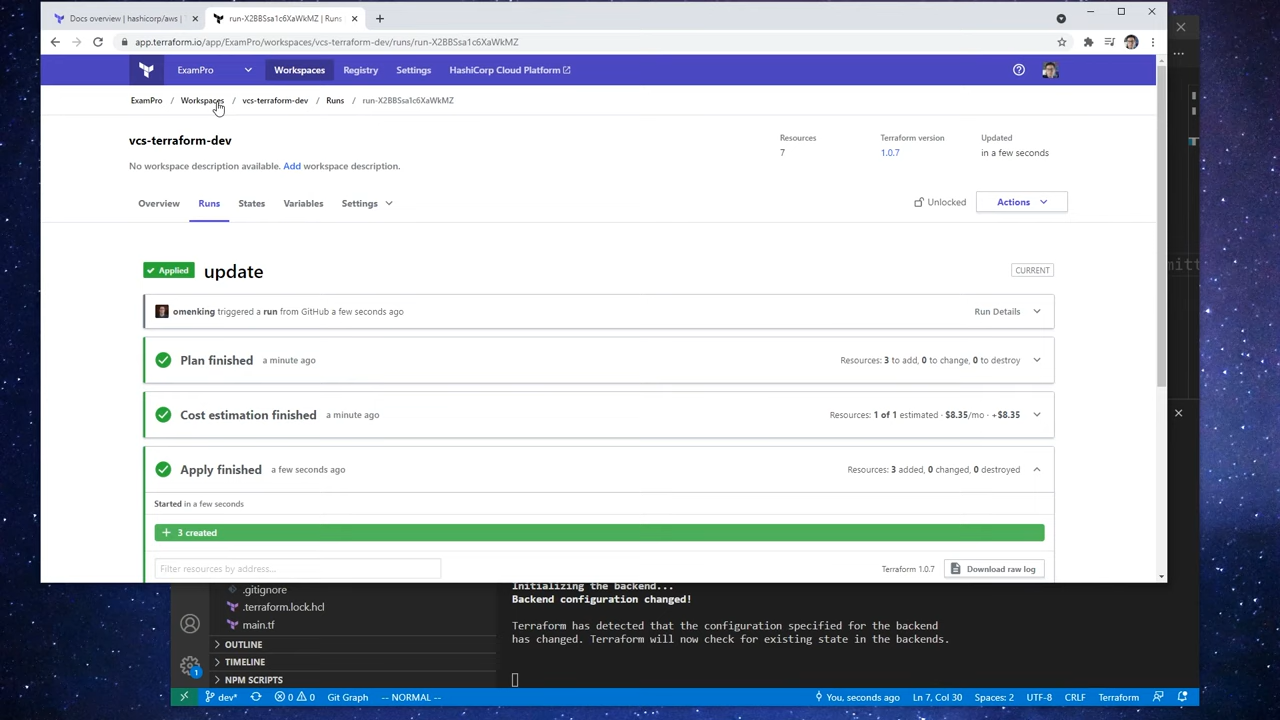 Docs overview | hashicorp/aws | T
run-X2BBSsa1c6XaWkMZ | Runs
app.terraform.io/app/ExamPro/workspaces/vcs-terraform-dev/runs/run-X2BBSsa1c6XaWkMZ
ExamPro Workspaces Registry Settings HashiCorp Cloud Platform
ExamPro / Workspaces / vcs-terraform-dev / Runs / run-X2BBSsa1c6XaWkMZ
vcs-terraform-dev
Resources Terraform version Updated
7 1.0.7 in a few seconds
No workspace description available. Add workspace description.
Overview Runs States Variables Settings Unlocked Actions
Applied update CURRENT
omenking triggered a run from GitHub a few seconds ago Run Details
Plan finished a minute ago Resources: 3 to add, 0 to change, 0 to destroy
Cost estimation finished a minute ago Resources: 1 of 1 estimated · $8.35/mo · +$8.35
Apply finished a few seconds ago Resources: 3 added, 0 changed, 0 destroyed
Started in a few seconds
+ 3 created
Filter resources by address... Terraform 1.0.7 Download raw log
.gitignore
.terraform.lock.hcl
main.tf
OUTLINE
TIMELINE
NPM SCRIPTS
Initializing the backend...
Backend configuration changed!
Terraform has detected that the configuration specified for the backend
has changed. Terraform will now check for existing state in the backends.
dev* 0 0 Git Graph -- NORMAL -- You, seconds ago Ln 7, Col 30 Spaces: 2 UTF-8 CRLF Terraform